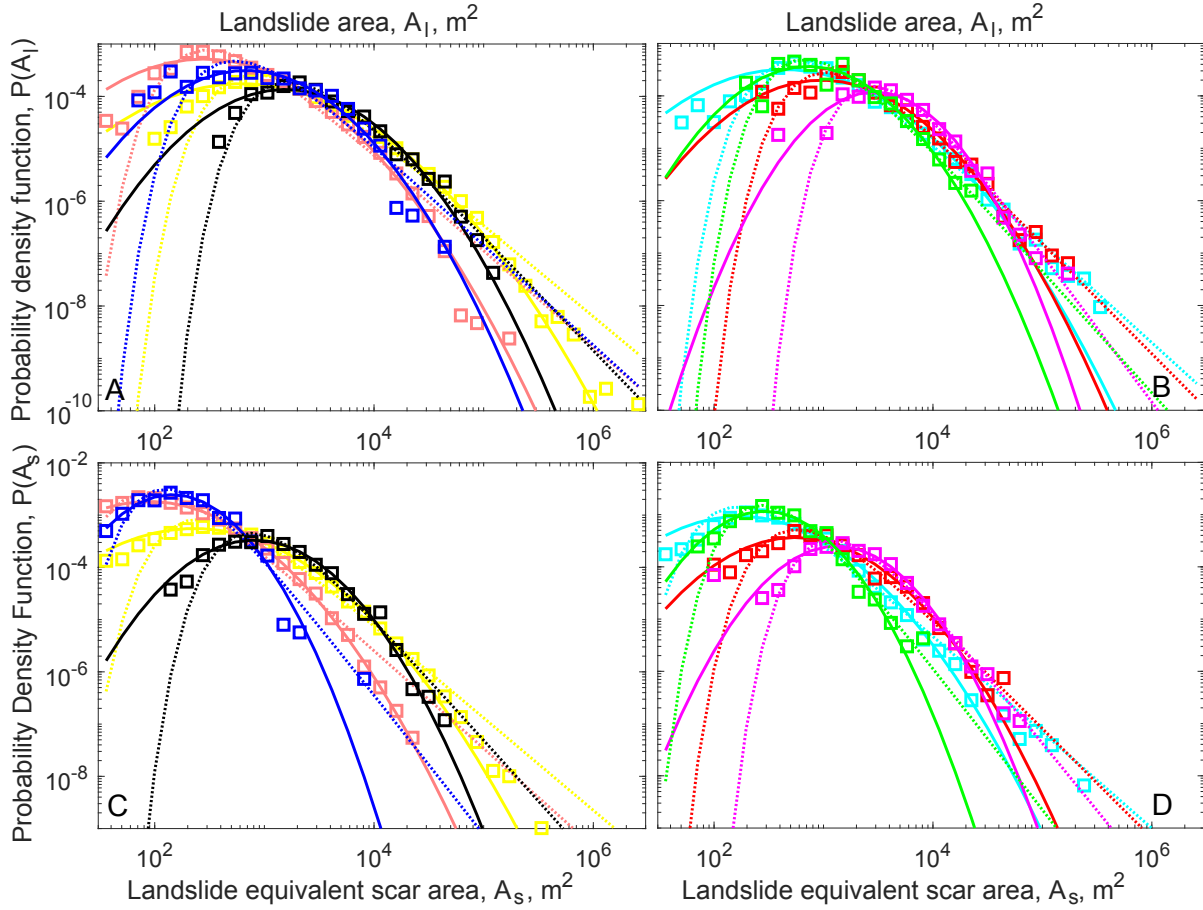 Landslide area, A_l, m^2
Landslide area, A_l, m^2
Probability density function, P(A_l)
10^-4
10^-6
10^-8
10^-10
A
B
10^2
10^4
10^6
10^2
10^4
10^6
Probability Density Function, P(A_s)
10^-2
10^-4
10^-6
10^-8
C
D
10^2
10^4
10^6
10^2
10^4
10^6
Landslide equivalent scar area, A_s, m^2
Landslide equivalent scar area, A_s, m^2